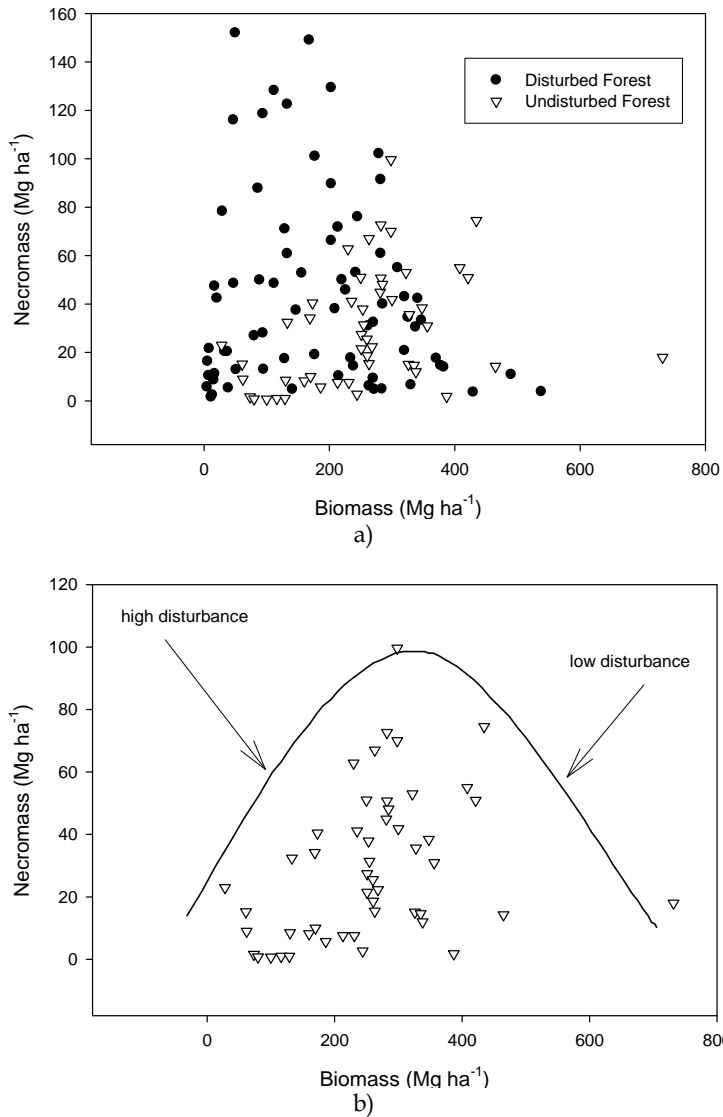 160
140
120
100
80
60
40
20
0
Necromass (Mg ha⁻¹)
Disturbed Forest
Undisturbed Forest
0 200 400 600 800
Biomass (Mg ha⁻¹)
a)
120
100
80
60
40
20
0
Necromass (Mg ha⁻¹)
high disturbance
low disturbance
0 200 400 600
Biomass (Mg ha⁻¹)
b)